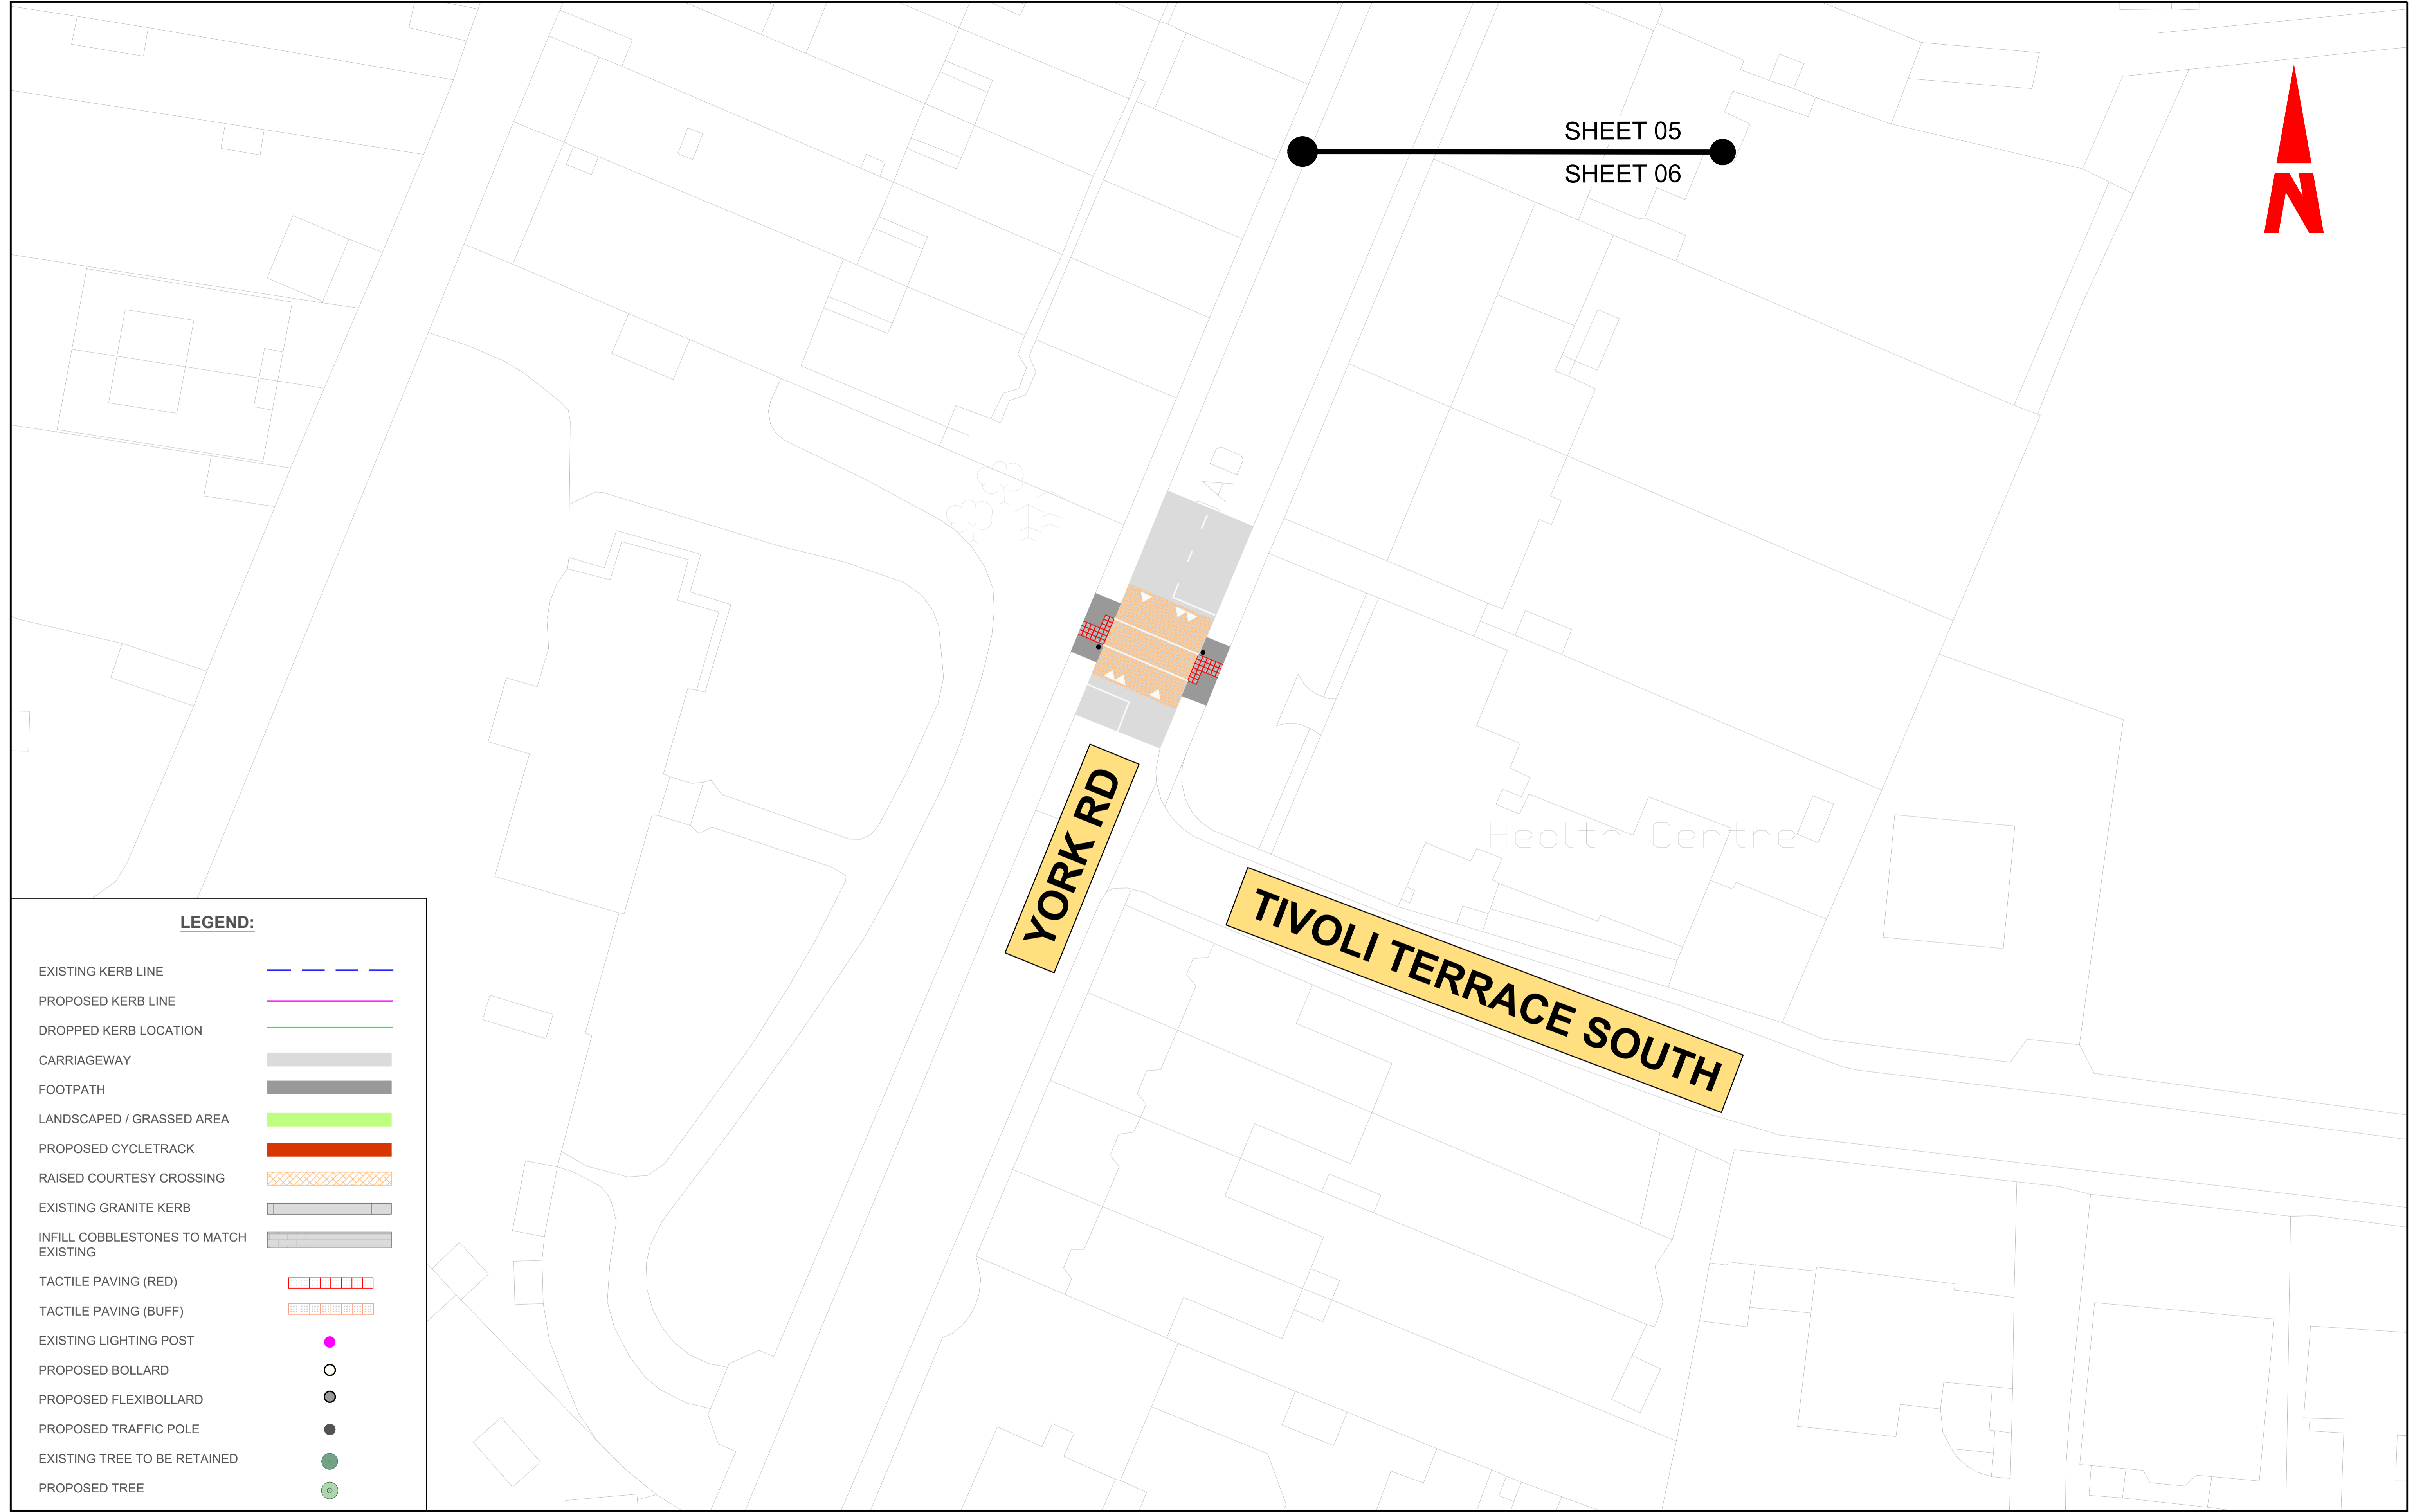 SHEET 05
SHEET 06
N
YORK RD
Health Centre
TIVOLI TERRACE SOUTH
LEGEND:
EXISTING KERB LINE
PROPOSED KERB LINE
DROPPED KERB LOCATION
CARRIAGEWAY
FOOTPATH
LANDSCAPED / GRASSED AREA
PROPOSED CYCLETRACK
RAISED COURTESY CROSSING
EXISTING GRANITE KERB
INFILL COBBLESTONES TO MATCH
EXISTING
TACTILE PAVING (RED)
TACTILE PAVING (BUFF)
EXISTING LIGHTING POST
PROPOSED BOLLARD
PROPOSED FLEXIBOLLARD
PROPOSED TRAFFIC POLE
EXISTING TREE TO BE RETAINED
PROPOSED TREE